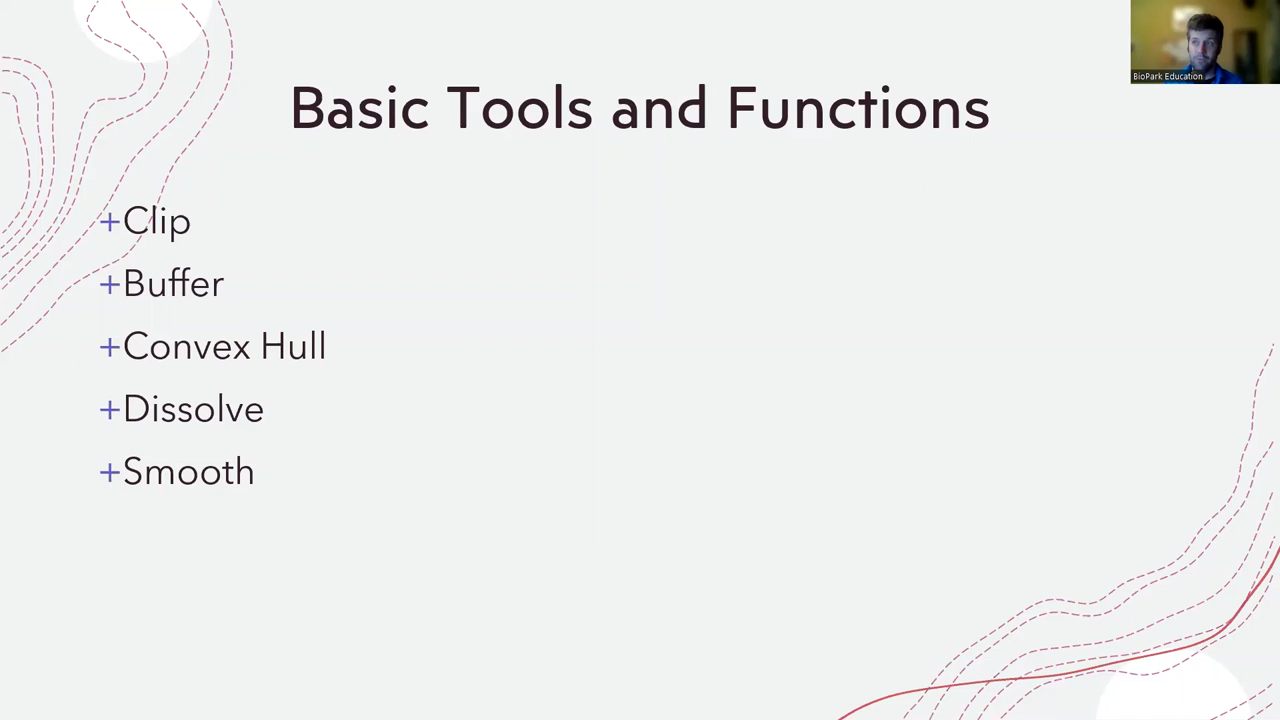 BioPark Education
Basic Tools and Functions
+Clip
+Buffer
+Convex Hull
+Dissolve
+Smooth